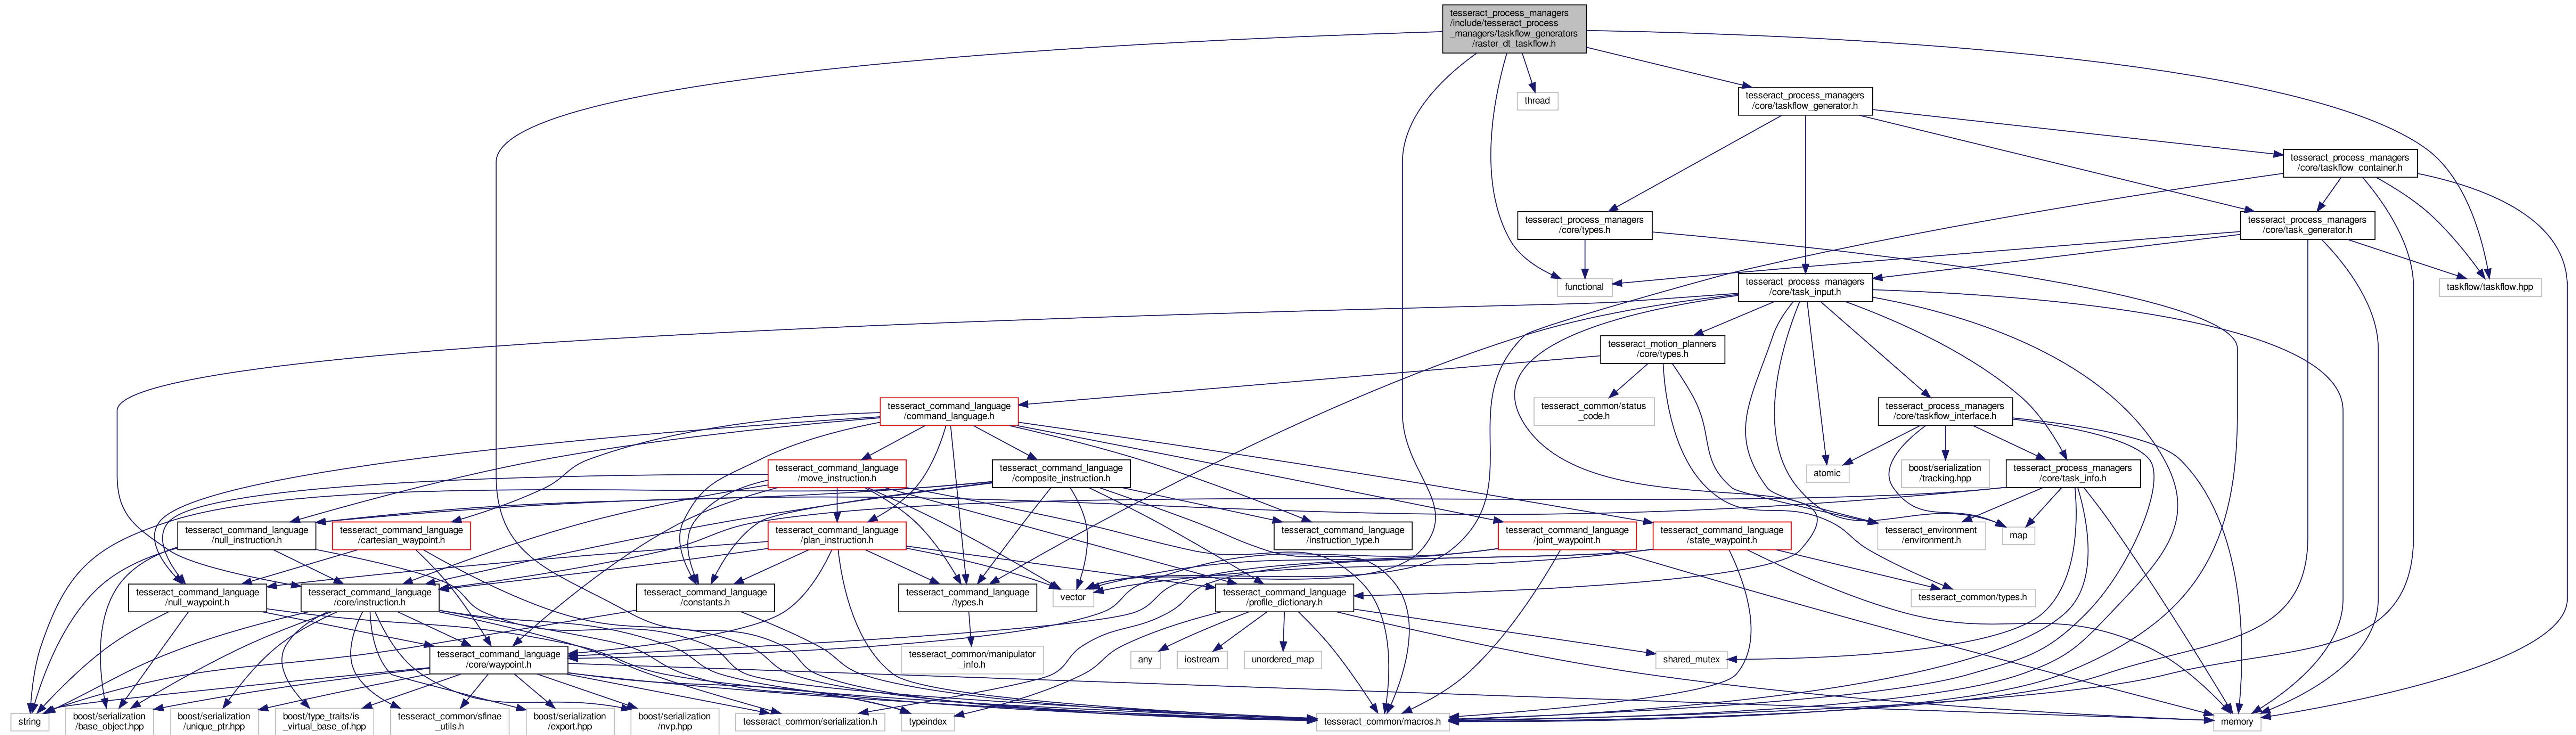 tesseract_process_managers
/include/tesseract_process
_managers/taskflow_generators
/raster_dt_taskflow.h
thread
tesseract_process_managers
/core/taskflow_generator.h
tesseract_process_managers
/core/taskflow_container.h
tesseract_process_managers
/core/types.h
tesseract_process_managers
/core/task_generator.h
functional
tesseract_process_managers
/core/task_input.h
taskflow/taskflow.hpp
tesseract_motion_planners
/core/types.h
tesseract_command_language
/command_language.h
tesseract_common/status
_code.h
tesseract_process_managers
/core/taskflow_interface.h
tesseract_command_language
/move_instruction.h
tesseract_command_language
/composite_instruction.h
atomic
boost/serialization
/tracking.hpp
tesseract_process_managers
/core/task_info.h
tesseract_command_language
/null_instruction.h
tesseract_command_language
/cartesian_waypoint.h
tesseract_command_language
/plan_instruction.h
tesseract_command_language
/instruction_type.h
tesseract_command_language
/joint_waypoint.h
tesseract_command_language
/state_waypoint.h
tesseract_environment
/environment.h
map
tesseract_command_language
/null_waypoint.h
tesseract_command_language
/core/instruction.h
tesseract_command_language
/constants.h
tesseract_command_language
/types.h
vector
tesseract_command_language
/profile_dictionary.h
tesseract_common/types.h
tesseract_command_language
/core/waypoint.h
tesseract_common/manipulator
_info.h
any
iostream
unordered_map
shared_mutex
string
boost/serialization
/base_object.hpp
boost/serialization
/unique_ptr.hpp
boost/type_traits/is
_virtual_base_of.hpp
tesseract_common/sfinae
_utils.h
boost/serialization
/export.hpp
boost/serialization
/nvp.hpp
tesseract_common/serialization.h
typeindex
tesseract_common/macros.h
memory